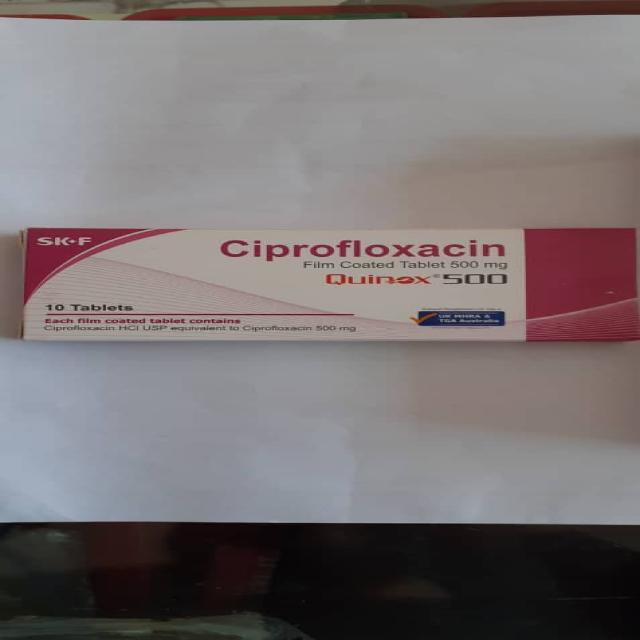 SK+F
Ciprofloxacin
Film Coated Tablet 500 mg
Quinox® 500
10 Tablets
Each film coated tablet contains
Ciprofloxacin HCl USP equivalent to Ciprofloxacin 500 mg
UK MHRA &
TGA Australia